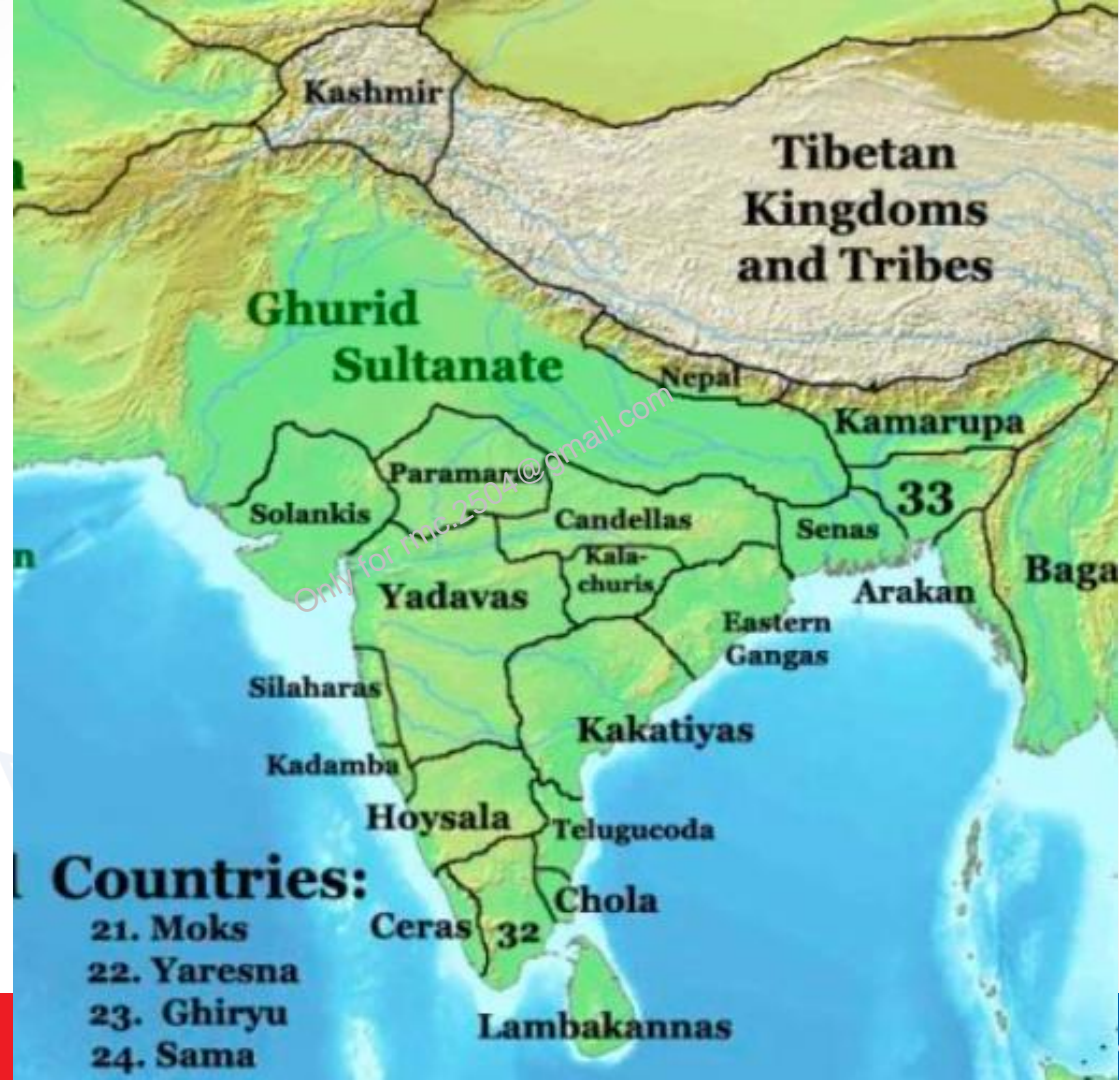 Kashmir
Tibetan
Kingdoms
and Tribes
Ghurid
Sultanate
Nepal
Kamarupa
Paramars
Solankis
Candellas
Senas
33
Kala-
churis
Yadavas
Arakan
Baga
Eastern
Gangas
Silaharas
Kakatiyas
Kadamba
Hoysala
Telugucoda
Countries:
21. Moks
22. Yaresna
23. Ghiryu
24. Sama
Chola
Ceras
32
Lambakannas